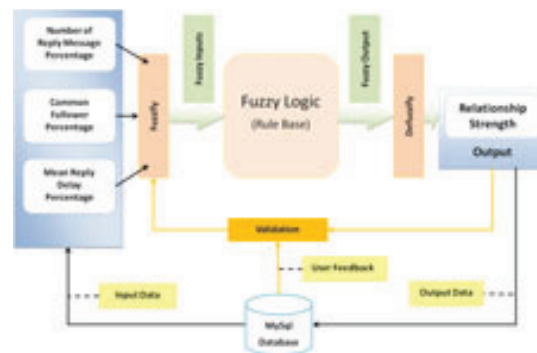 Number of
Reply Message
Percentage
Common
Follower
Percentage
Mean Reply
Delay
Percentage
Fuzzify
Fuzzy Inputs
Fuzzy Logic
(Rule Base)
Fuzzy Output
Defuzzify
Relationship
Strength
Output
Validation
User Feedback
Input Data
Output Data
MySql
Database